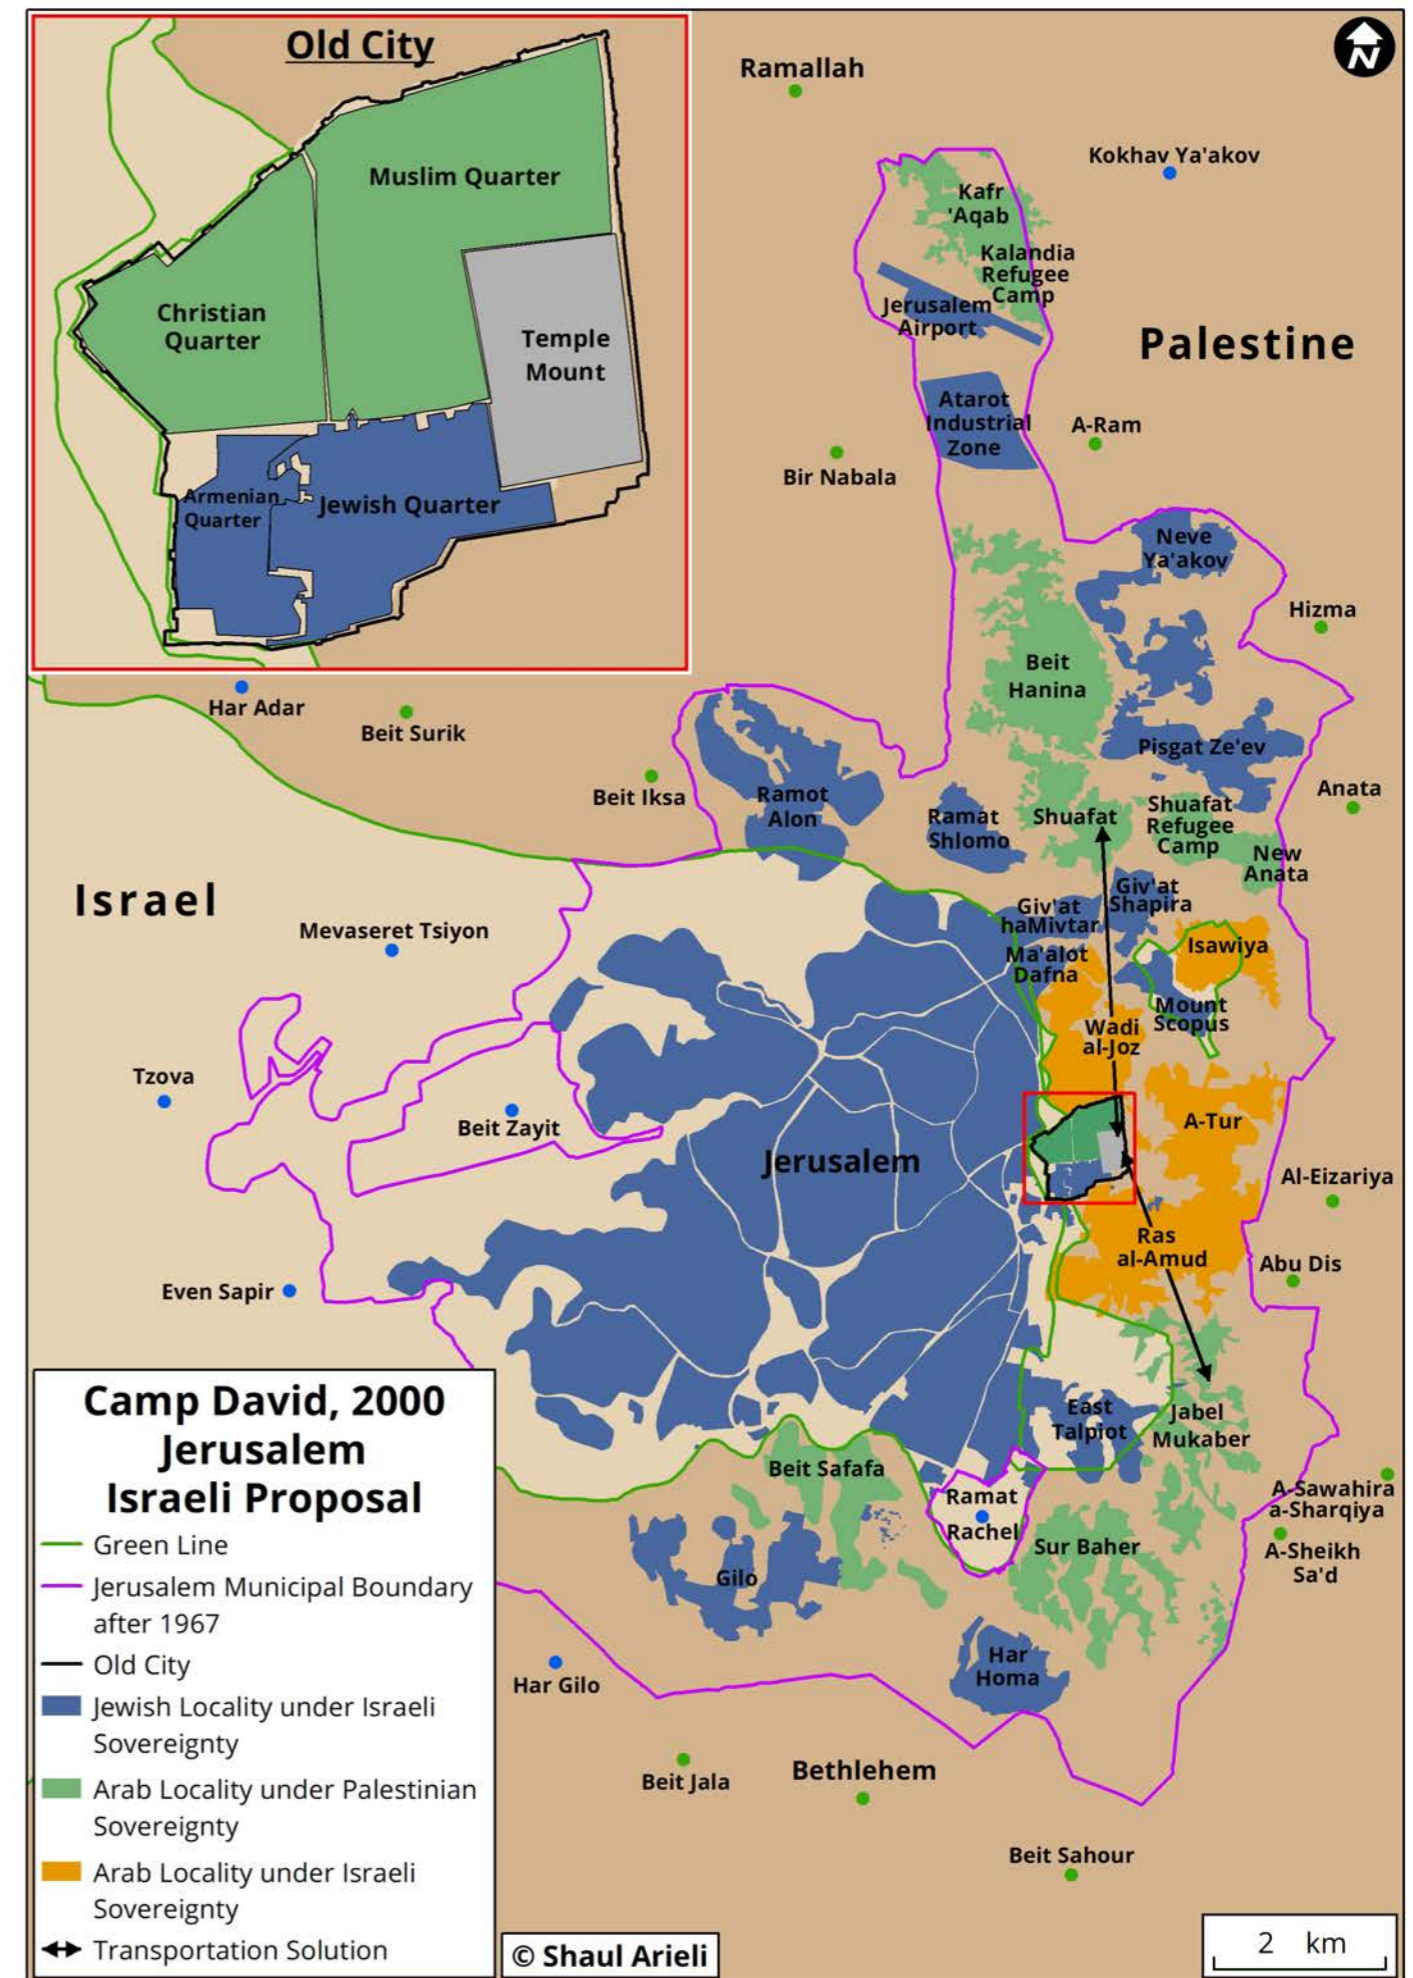 Old City
Muslim Quarter
Christian
Quarter
Temple
Mount
Armenian
Quarter
Jewish Quarter
N
Ramallah
Kokhav Ya'akov
Kafr
'Aqab
Kalandia
Refugee
Camp
Jerusalem
Airport
Palestine
Atarot
Industrial
Zone
A-Ram
Bir Nabala
Neve
Ya'akov
Hizma
Beit
Hanina
Har Adar
Beit Surik
Pisgat Ze'ev
Beit Iksa
Ramot
Alon
Ramat
Shlomo
Shuafat
Shuafat
Refugee
Camp
Anata
New
Anata
Israel
Giv'at
Shapira
Giv'at
haMivtar
Mevaseret Tsiyon
Ma'alot
Dafna
Isawiya
Mount
Scopus
Wadi
al-Joz
Tzova
Beit Zayit
A-Tur
Jerusalem
Al-Eizariya
Ras
al-Amud
Abu Dis
Even Sapir
East
Talpiot
Jabel
Mukaber
Beit Safafa
Ramat
Rachel
A-Sawahira
a-Sharqiya
Sur Baher
A-Sheikh
Sa'd
Gilo
Har
Homa
Har Gilo
Beit Jala
Bethlehem
Beit Sahour
Camp David, 2000
Jerusalem
Israeli Proposal
Green Line
Jerusalem Municipal Boundary
after 1967
Old City
Jewish Locality under Israeli
Sovereignty
Arab Locality under Palestinian
Sovereignty
Arab Locality under Israeli
Sovereignty
Transportation Solution
© Shaul Arieli
2 km